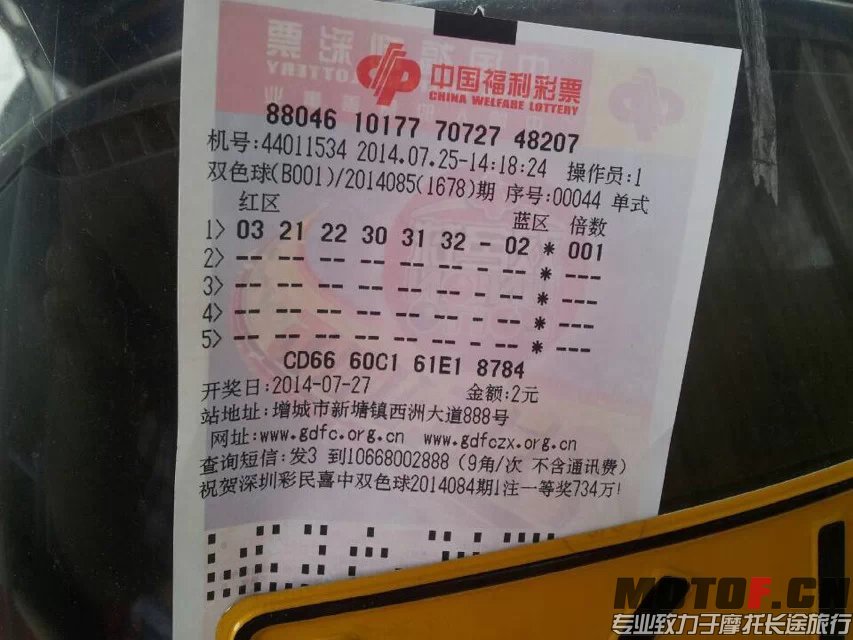 中国福利彩票
CHINA WELFARE LOTTERY
88046 10177 70727 48207
机号:44011534 2014.07.25-14:18:24 操作员:1
双色球(B001)/2014085(1678)期 序号:00044 单式
红区 蓝区 倍数
1> 03 21 22 30 31 32 - 02 * 001
2> -- -- -- -- -- -- - -- * ---
3> -- -- -- -- -- -- - -- * ---
4> -- -- -- -- -- -- - -- * ---
5> -- -- -- -- -- -- - -- * ---
CD66 60C1 61E1 8784
开奖日:2014-07-27 金额:2元
站地址:增城市新塘镇西洲大道888号
网址:www.gdfc.org.cn www.gdfczx.org.cn
查询短信:发3 到10668002888 (9角/次 不含通讯费)
祝贺深圳彩民喜中双色球2014084期1注一等奖734万!
MOTOF.CN
专业致力于摩托长途旅行